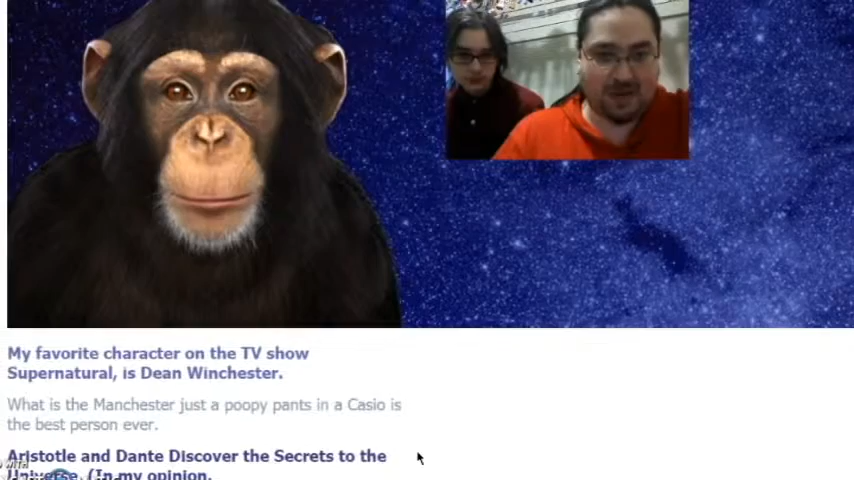 My favorite character on the TV show
Supernatural, is Dean Winchester.
What is the Manchester just a poopy pants in a Casio is
the best person ever.
Aristotle and Dante Discover the Secrets to the
Universe. (In my opinion.